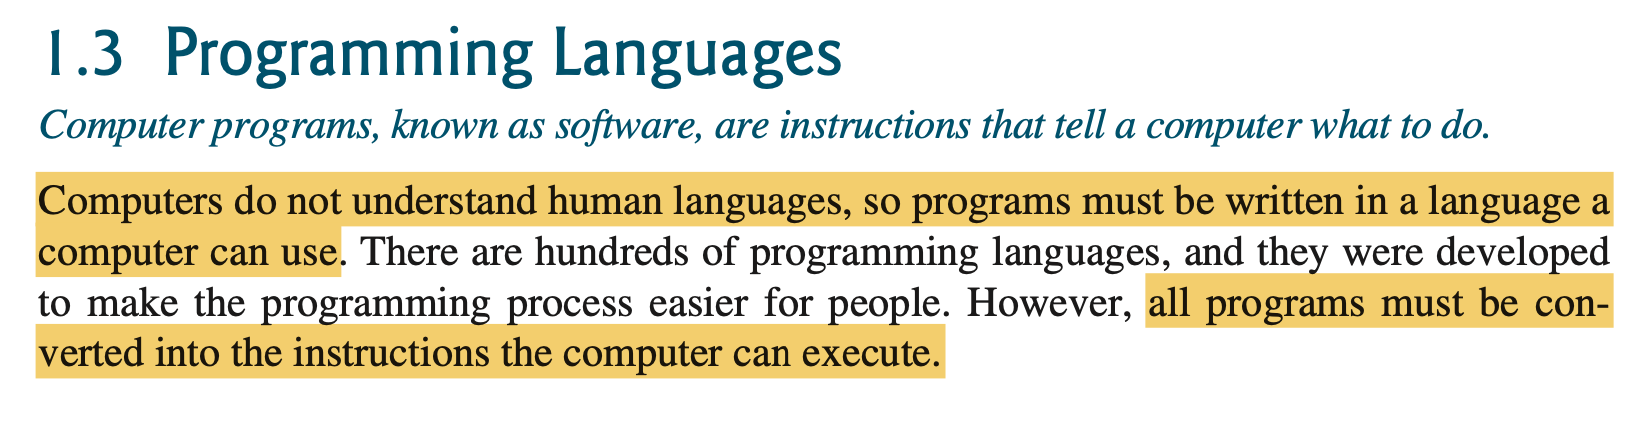 1.3 Programming Languages
Computer programs, known as software, are instructions that tell a computer what to do.
Computers do not understand human languages, so programs must be written in a language a
computer can use. There are hundreds of programming languages, and they were developed
to make the programming process easier for people. However, all programs must be con-
verted into the instructions the computer can execute.